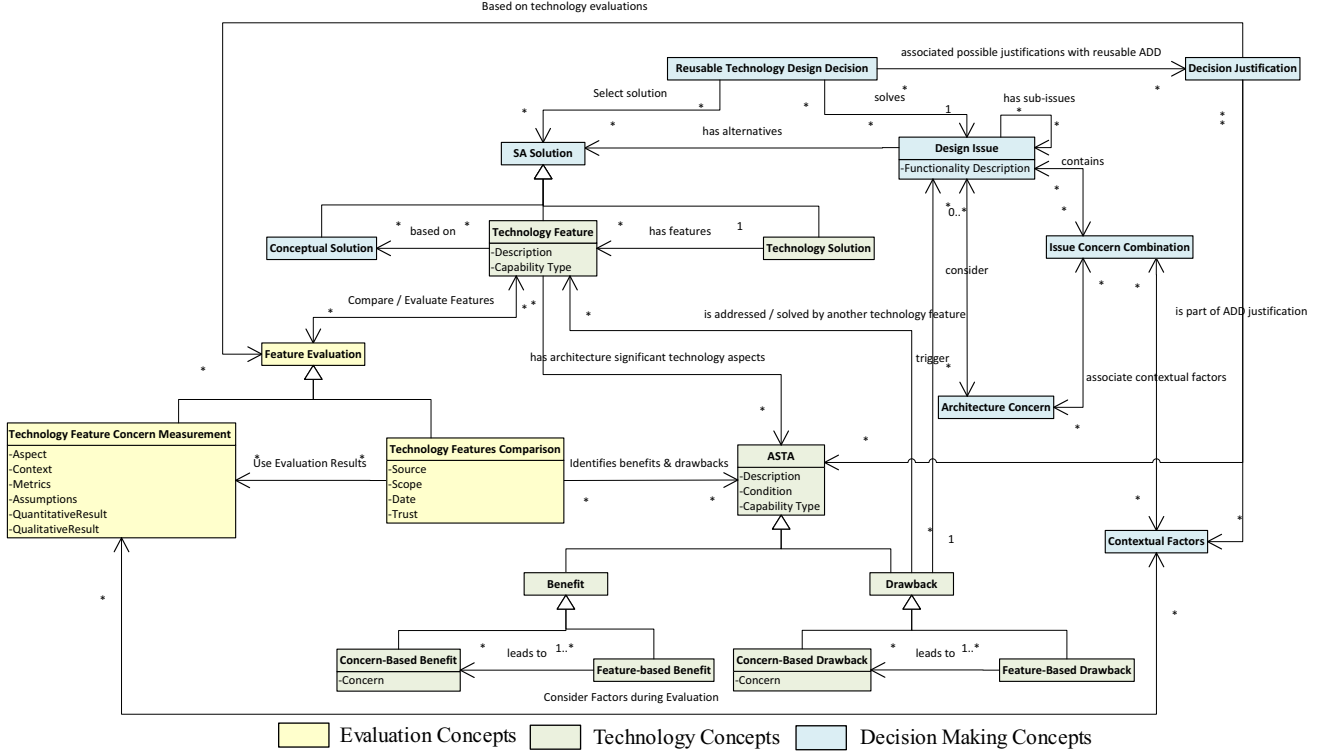 Based on technology evaluations
associated possible justifications with reusable ADD
Reusable Technology Design Decision
Decision Justification
Select solution
*
*
*
solves
*
1
has sub-issues
*
*
*
*
*
*
*
has alternatives
SA Solution
Design Issue
-Functionality Description
contains
*
*
*
0..*
Conceptual Solution
*
based on
*
Technology Feature
-Description
-Capability Type
*
has features
1
Technology Solution
Issue Concern Combination
consider
*
*
Compare / Evaluate Features
*
*
*
*
is addressed / solved by another technology feature
is part of ADD justification
Feature Evaluation
*
has architecture significant technology aspects
trigger
*
associate contextual factors
*
Architecture Concern
*
*
Technology Feature Concern Measurement
-Aspect
-Context
-Metrics
-Assumptions
-QuantitativeResult
-QualitativeResult
*
Use Evaluation Results
*
Technology Features Comparison
-Source
-Scope
-Date
-Trust
Identifies benefits & drawbacks
*
*
ASTA
-Description
-Condition
-Capability Type
*
*
*
1
Contextual Factors
*
*
Benefit
Drawback
Concern-Based Benefit
-Concern
*
leads to
1..*
Feature-based Benefit
Concern-Based Drawback
-Concern
*
leads to
1..*
Feature-Based Drawback
Consider Factors during Evaluation
Evaluation Concepts
Technology Concepts
Decision Making Concepts